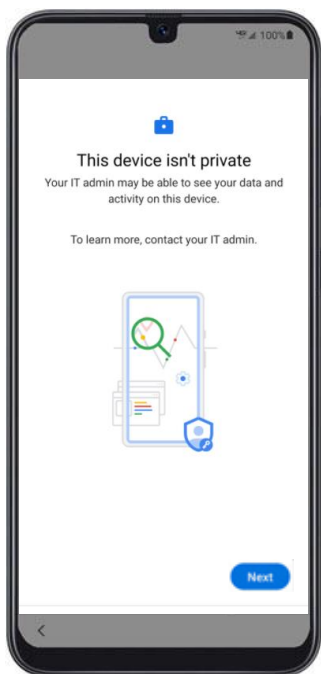 100%
This device isn't private
Your IT admin may be able to see your data and
activity on this device.
To learn more, contact your IT admin.
Next